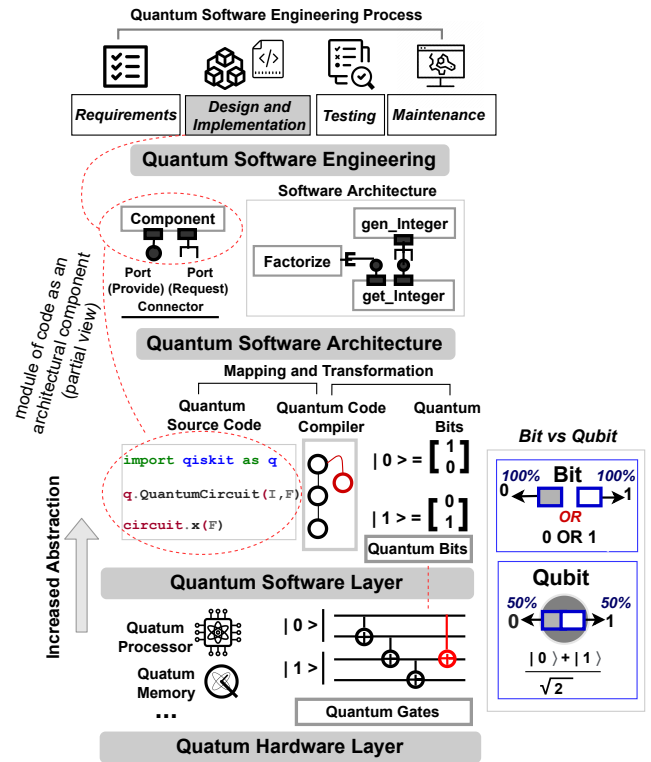 Quantum Software Engineering Process
Requirements
Design and
Implementation
Testing
Maintenance
Quantum Software Engineering
Software Architecture
Component
Port
(Provide)
Port
(Request)
Connector
gen_Integer
Factorize
get_Integer
module of code as an
architectural component
(partial view)
Quantum Software Architecture
Mapping and Transformation
Quantum
Source Code
Quantum Code
Compiler
Quantum
Bits
import qiskit as q
q.QuantumCircuit(I,F)
circuit.x(F)
| 0 > = [1 0]
| 1 > = [0 1]
Quantum Bits
Increased Abstraction
Quantum Software Layer
Quatum
Processor
Quatum
Memory
...
| 0 >
| 1 >
Quantum Gates
Quatum Hardware Layer
Bit vs Qubit
100% Bit 100%
0 1
OR
0 OR 1
Qubit
50% 50%
0 1
| 0 ⟩ + | 1 ⟩
√2